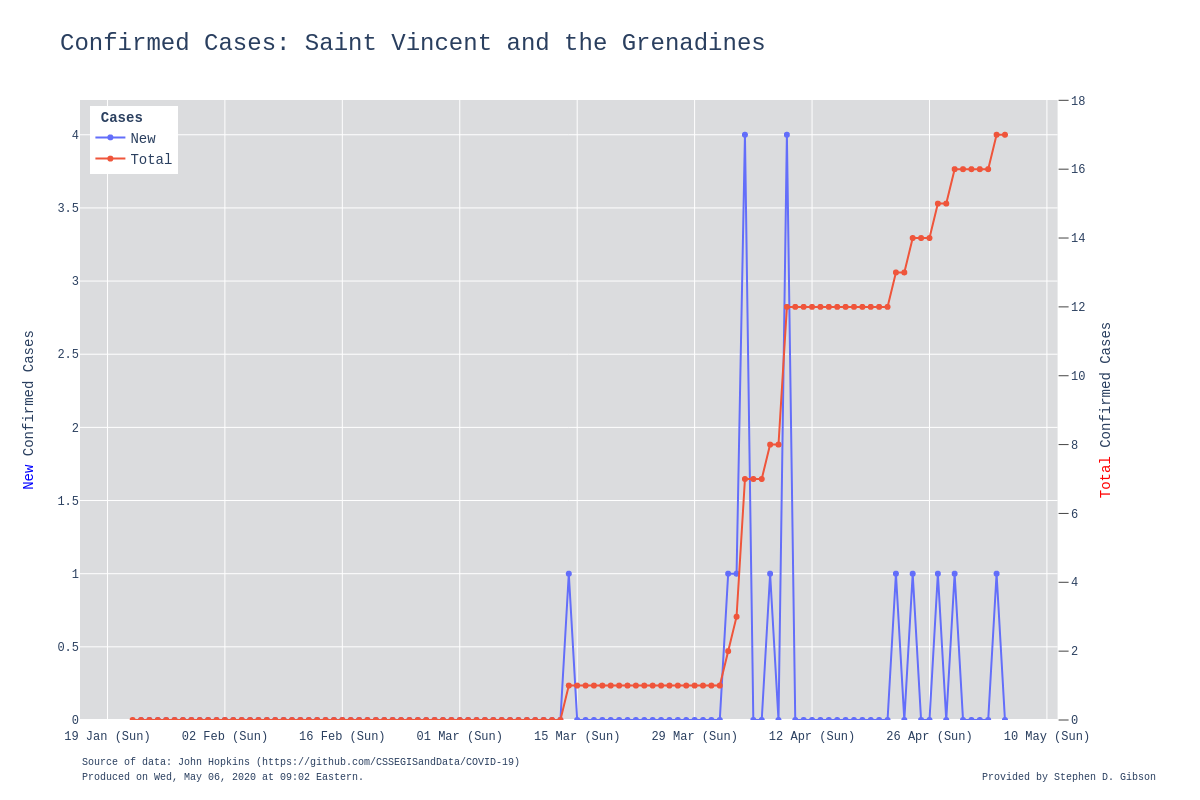 Confirmed Cases: Saint Vincent and the Grenadines
Cases
New
Total
4
3.5
3
2.5
2
1.5
1
0.5
0
New Confirmed Cases
18
16
14
12
10
8
6
4
2
0
Total Confirmed Cases
19 Jan (Sun) 02 Feb (Sun) 16 Feb (Sun) 01 Mar (Sun) 15 Mar (Sun) 29 Mar (Sun) 12 Apr (Sun) 26 Apr (Sun) 10 May (Sun)
Source of data: John Hopkins (https://github.com/CSSEGISandData/COVID-19)
Produced on Wed, May 06, 2020 at 09:02 Eastern.
Provided by Stephen D. Gibson